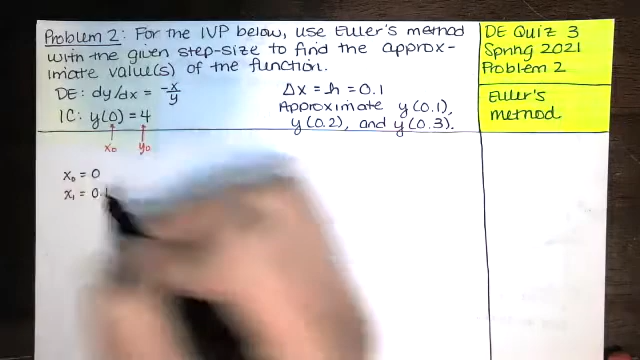 Problem 2: For the IVP below, use Euler's method
with the given step-size to find the approx-
imate value(s) of the function.
DE: dy/dx = -x/y
IC: y(0) = 4
x₀ y₀
Δx = h = 0.1
Approximate y(0.1),
y(0.2), and y(0.3).
DE Quiz 3
Spring 2021
Problem 2
Euler's
method
x₀ = 0
x₁ = 0.1